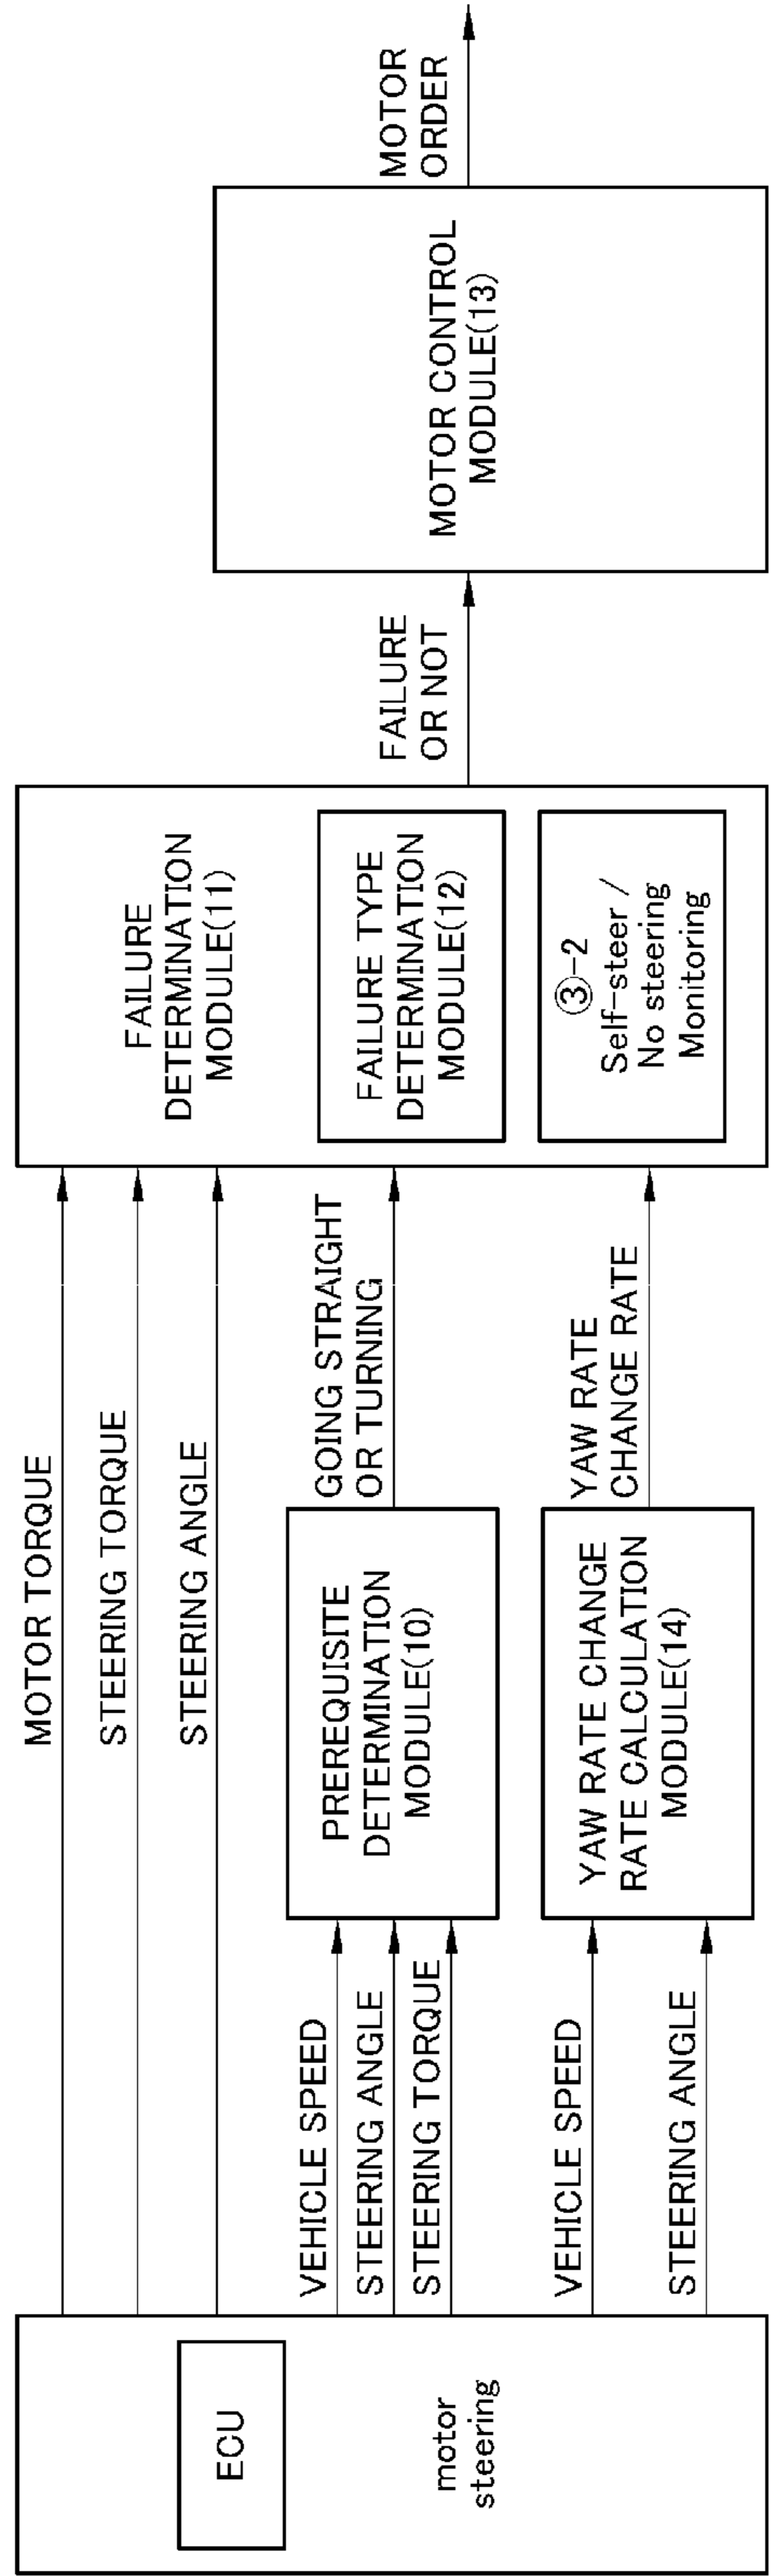 ECU
motor
steering
MOTOR TORQUE
STEERING TORQUE
STEERING ANGLE
VEHICLE SPEED
STEERING ANGLE
STEERING TORQUE
VEHICLE SPEED
STEERING ANGLE
PREREQUISITE
DETERMINATION
MODULE(10)
YAW RATE CHANGE
RATE CALCULATION
MODULE(14)
GOING STRAIGHT
OR TURNING
YAW RATE
CHANGE RATE
FAILURE
DETERMINATION
MODULE(11)
FAILURE TYPE
DETERMINATION
MODULE(12)
③-2
Self-steer /
No steering
Monitoring
FAILURE
OR NOT
MOTOR CONTROL
MODULE(13)
MOTOR
ORDER